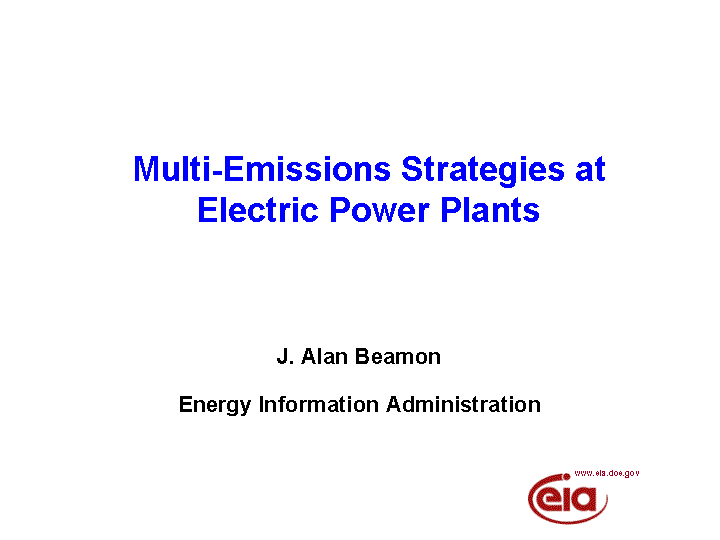 Multi-Emissions Strategies at
Electric Power Plants
J. Alan Beamon
Energy Information Administration
www.eia.doe.gov
eia